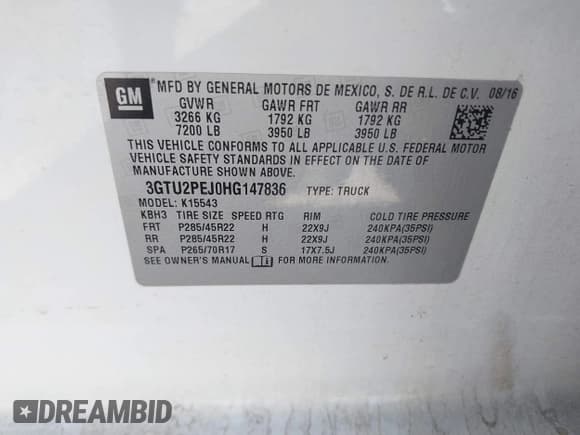 GM ® MFD BY GENERAL MOTORS DE MEXICO, S. DE R.L. DE C.V. 08/16
GVWR GAWR FRT GAWR RR
3266 KG 1792 KG 1792 KG
7200 LB 3950 LB 3950 LB
THIS VEHICLE CONFORMS TO ALL APPLICABLE U.S. FEDERAL MOTOR
VEHICLE SAFETY STANDARDS IN EFFECT ON THE DATE OF
MANUFACTURE SHOWN ABOVE.
3GTU2PEJ0HG147836 TYPE: TRUCK
MODEL: K15543
KBH3 TIRE SIZE SPEED RTG RIM COLD TIRE PRESSURE
FRT P285/45R22 H 22X9J 240KPA(35PSI)
RR P285/45R22 H 22X9J 240KPA(35PSI)
SPA P265/70R17 S 17X7.5J 240KPA(35PSI)
SEE OWNER'S MANUAL FOR MORE INFORMATION
DREAMBID